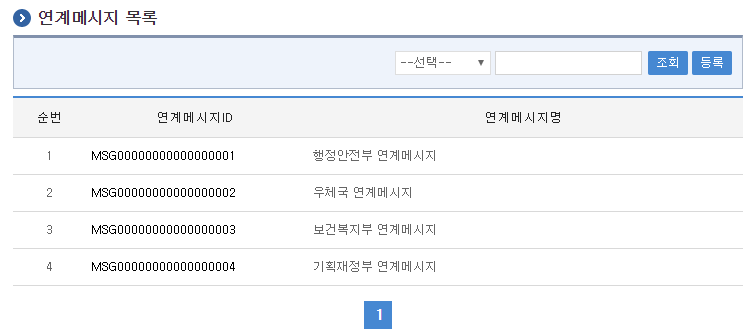 연계메시지 목록
--선택-- ▼ 조회 등록
순번 연계메시지ID 연계메시지명
1 MSG00000000000000001 행정안전부 연계메시지
2 MSG00000000000000002 우체국 연계메시지
3 MSG00000000000000003 보건복지부 연계메시지
4 MSG00000000000000004 기획재정부 연계메시지
1